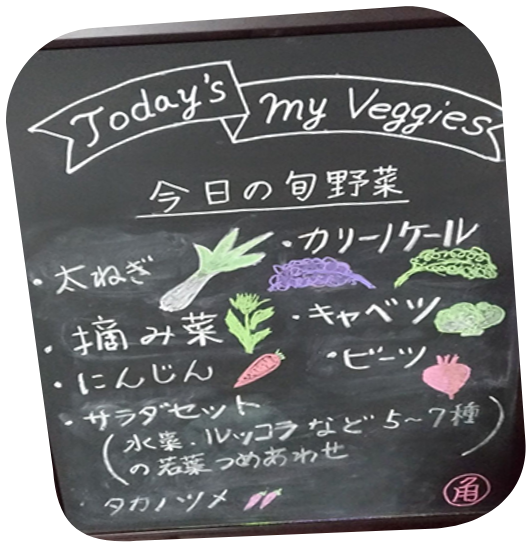 Today's my Veggies
今日の旬野菜
・太ねぎ
・カリーノケール
・摘み菜
・キャベツ
・にんじん
・ビーツ
・サラダセット
(水菜・ルッコラなど5〜7種
の若葉つめあわせ)
・タカノツメ
角